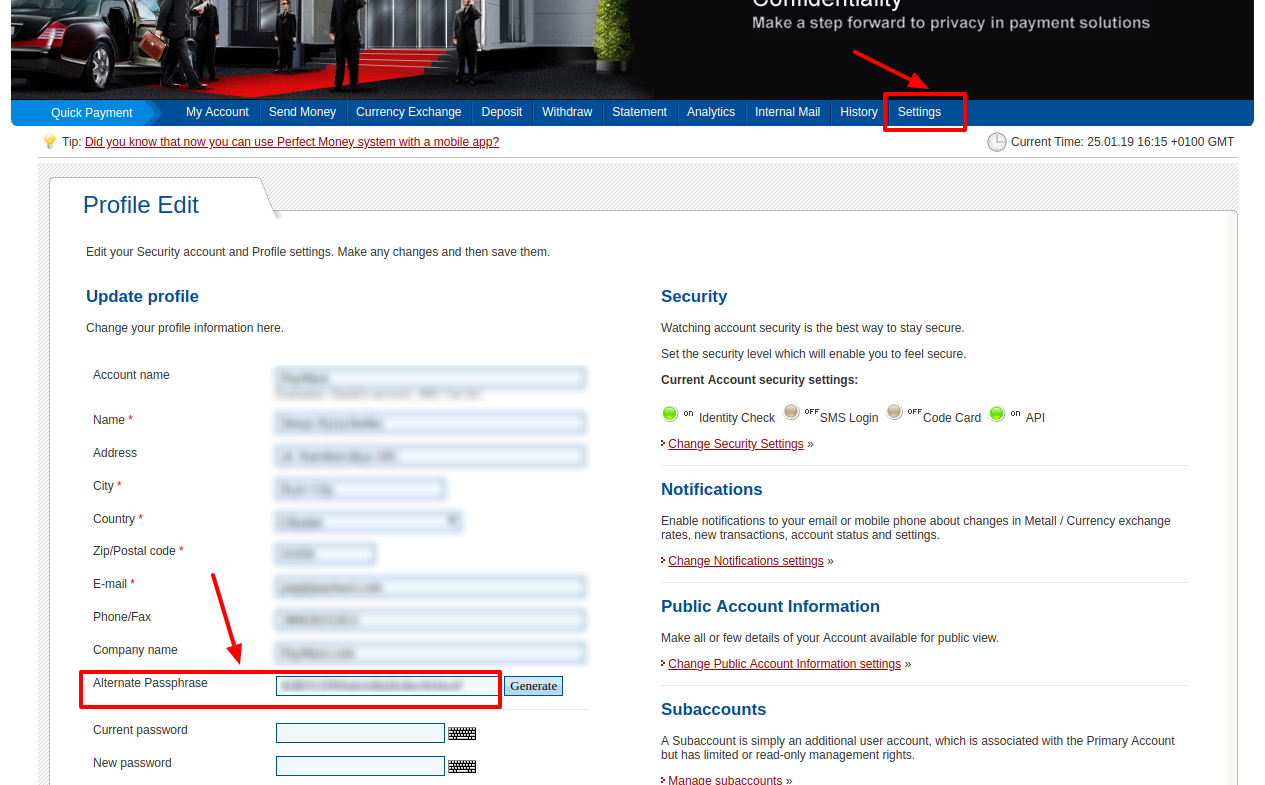 Confidentiality
Make a step forward to privacy in payment solutions
Quick Payment My Account Send Money Currency Exchange Deposit Withdraw Statement Analytics Internal Mail History Settings
Tip: Did you know that now you can use Perfect Money system with a mobile app?
Current Time: 25.01.19 16:15 +0100 GMT
Profile Edit
Edit your Security account and Profile settings. Make any changes and then save them.
Update profile
Change your profile information here.
Account name
Name *
Address
City *
Country *
Zip/Postal code *
E-mail *
Phone/Fax
Company name
Alternate Passphrase Generate
Current password
New password
Security
Watching account security is the best way to stay secure.
Set the security level which will enable you to feel secure.
Current Account security settings:
on Identity Check OFF SMS Login OFF Code Card on API
Change Security Settings »
Notifications
Enable notifications to your email or mobile phone about changes in Metall / Currency exchange
rates, new transactions, account status and settings.
Change Notifications settings »
Public Account Information
Make all or few details of your Account available for public view.
Change Public Account Information settings »
Subaccounts
A Subaccount is simply an additional user account, which is associated with the Primary Account
but has limited or read-only management rights.
Manage subaccounts »